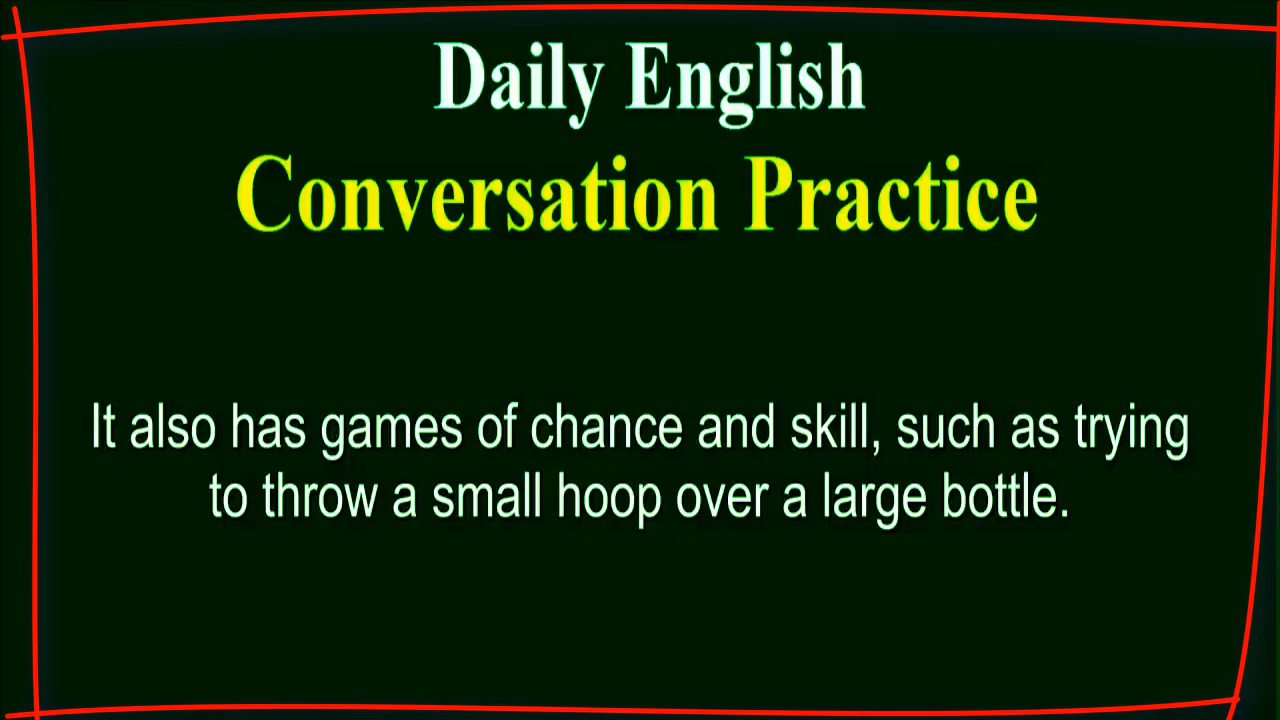 Daily English
Conversation Practice
It also has games of chance and skill, such as trying
to throw a small hoop over a large bottle.